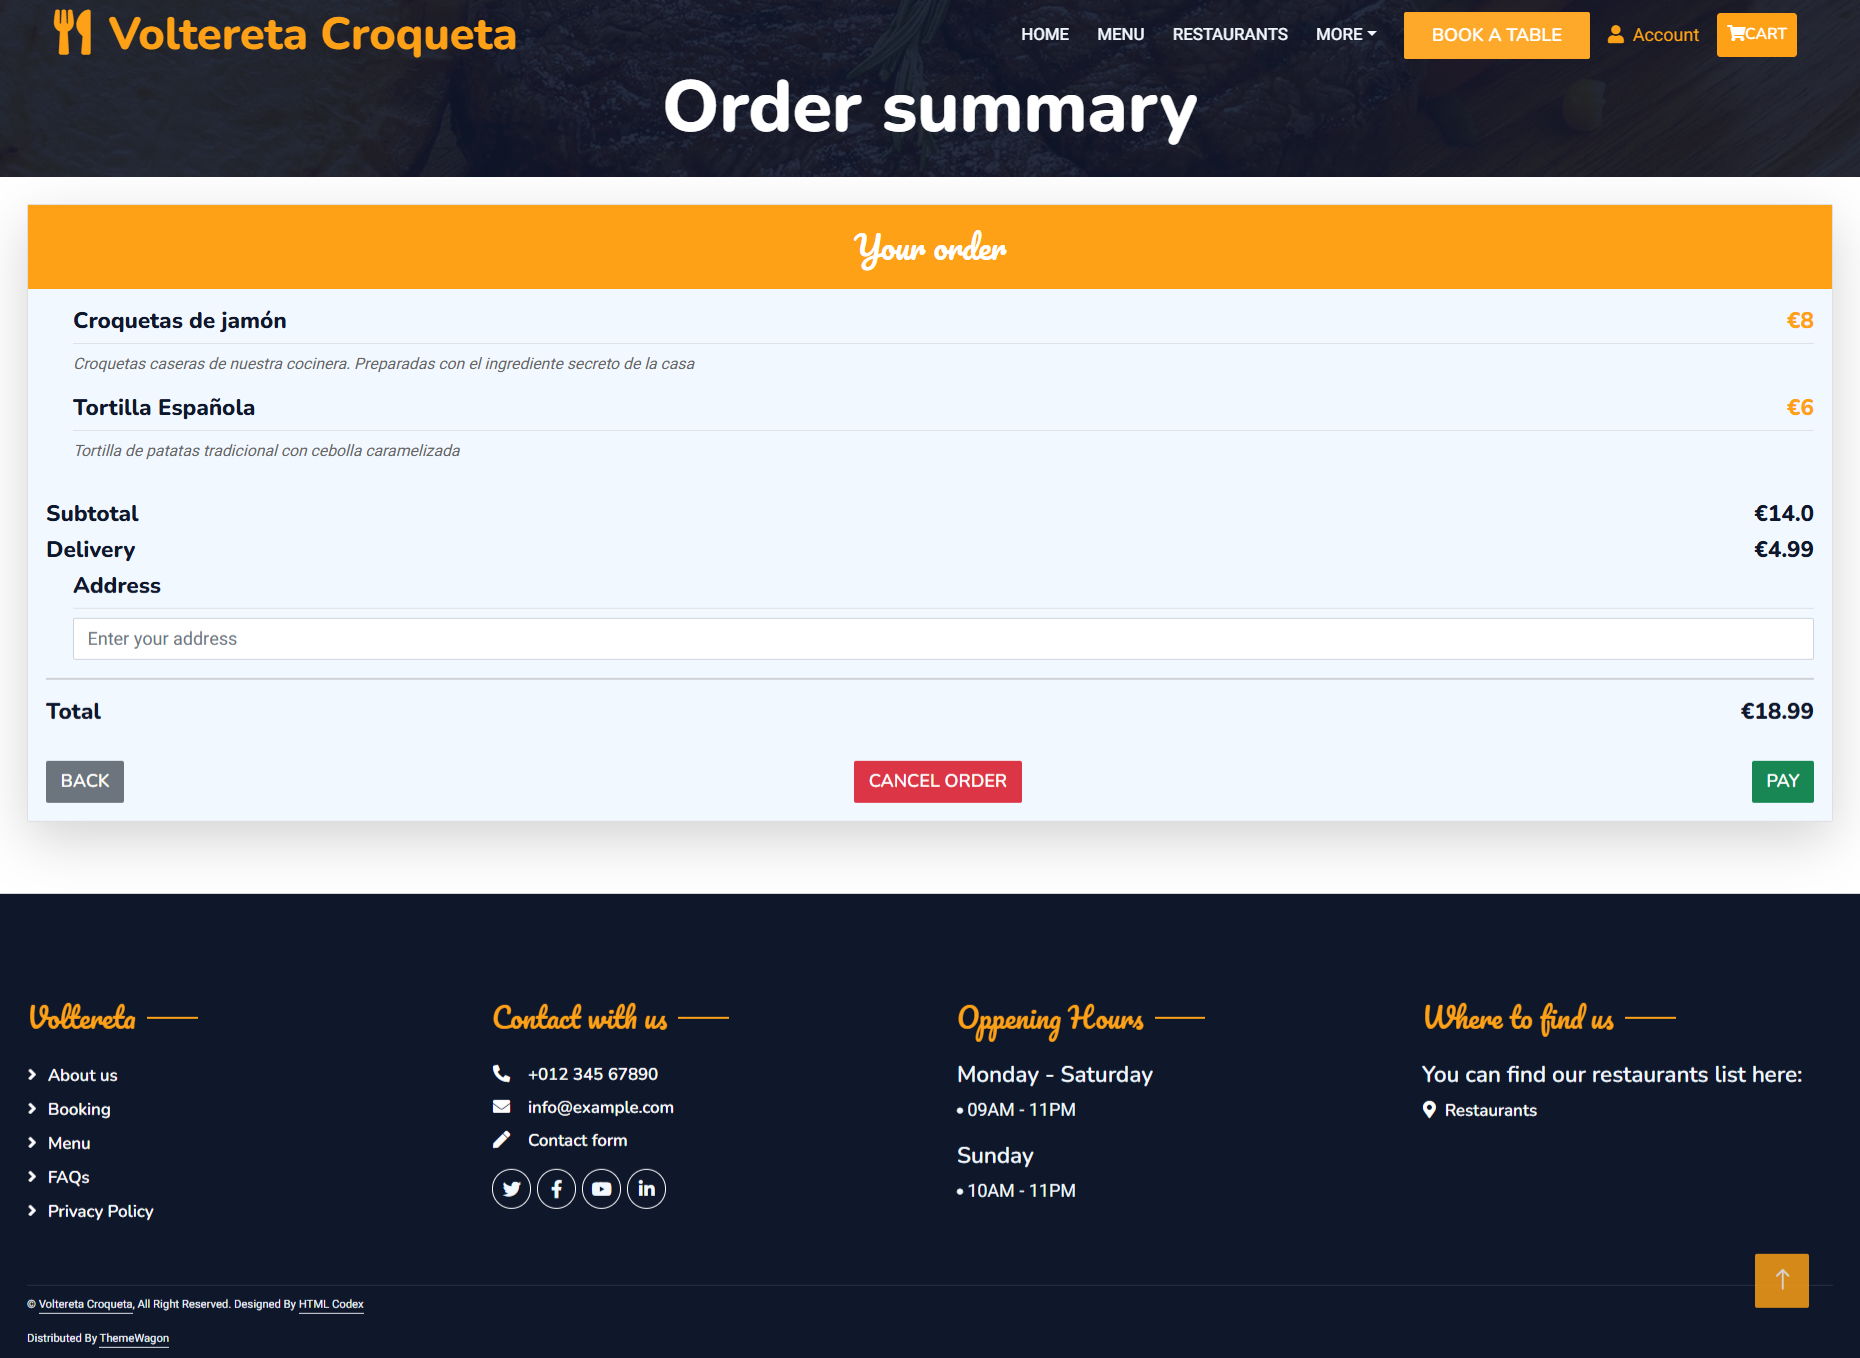 Voltereta Croqueta
HOME MENU RESTAURANTS MORE BOOK A TABLE Account CART
Order summary
Your order
Croquetas de jamón €8
Croquetas caseras de nuestra cocinera. Preparadas con el ingrediente secreto de la casa
Tortilla Española €6
Tortilla de patatas tradicional con cebolla caramelizada
Subtotal €14.0
Delivery €4.99
Address
Enter your address
Total €18.99
BACK CANCEL ORDER PAY
Voltereta
About us
Booking
Menu
FAQs
Privacy Policy
Contact with us
+012 345 67890
info@example.com
Contact form
Oppening Hours
Monday - Saturday
• 09AM - 11PM
Sunday
• 10AM - 11PM
Where to find us
You can find our restaurants list here:
Restaurants
© Voltereta Croqueta, All Right Reserved. Designed By HTML Codex
Distributed By ThemeWagon